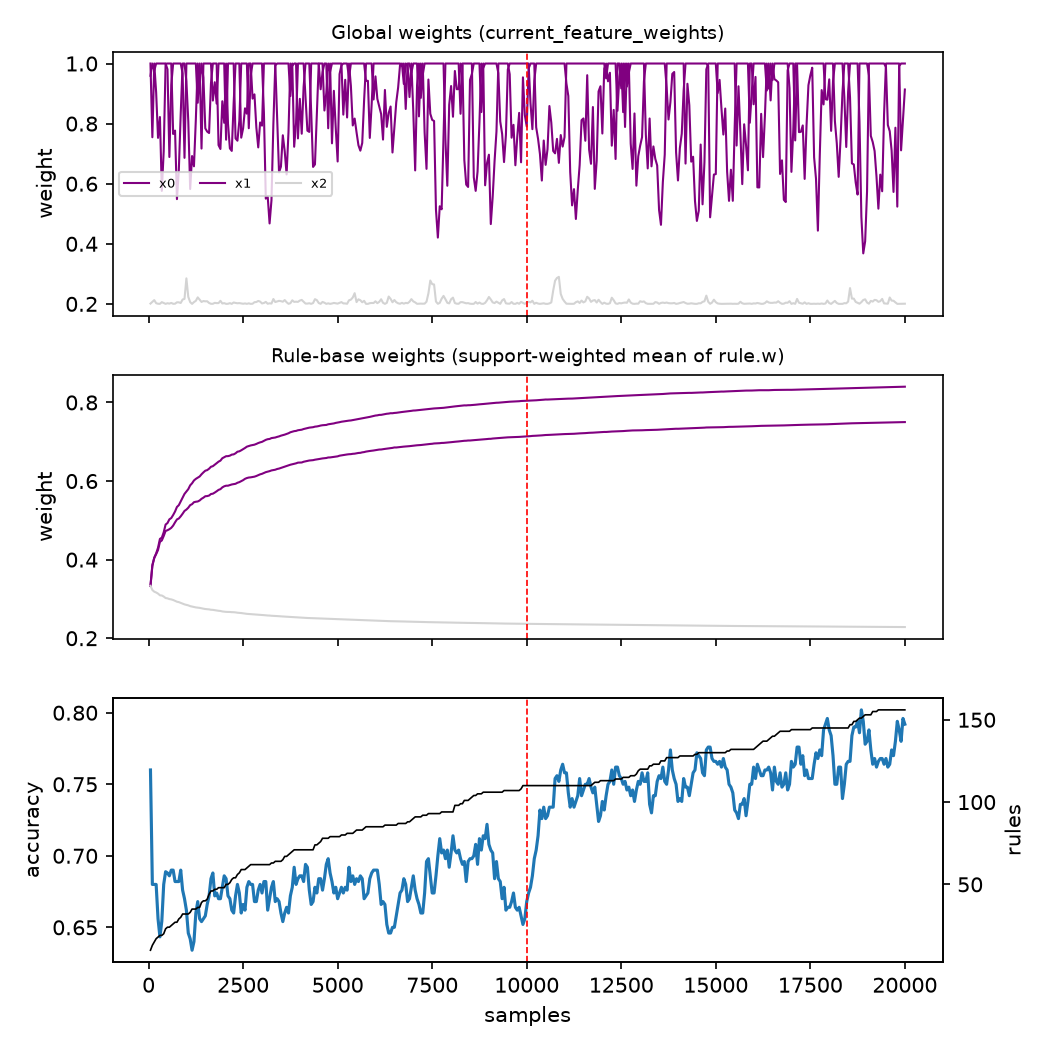 Global weights (current_feature_weights)
1.0
0.8
0.6
0.4
0.2
weight
x0 x1 x2
Rule-base weights (support-weighted mean of rule.w)
0.8
0.6
0.4
0.2
weight
0.80
0.75
0.70
0.65
accuracy
150
100
50
rules
0 2500 5000 7500 10000 12500 15000 17500 20000
samples